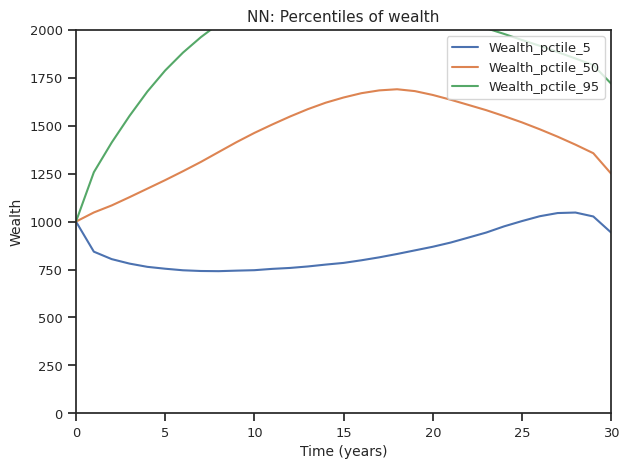 NN: Percentiles of wealth
Wealth_pctile_5
Wealth_pctile_50
Wealth_pctile_95
Wealth
2000
1750
1500
1250
1000
750
500
250
0
0 5 10 15 20 25 30
Time (years)